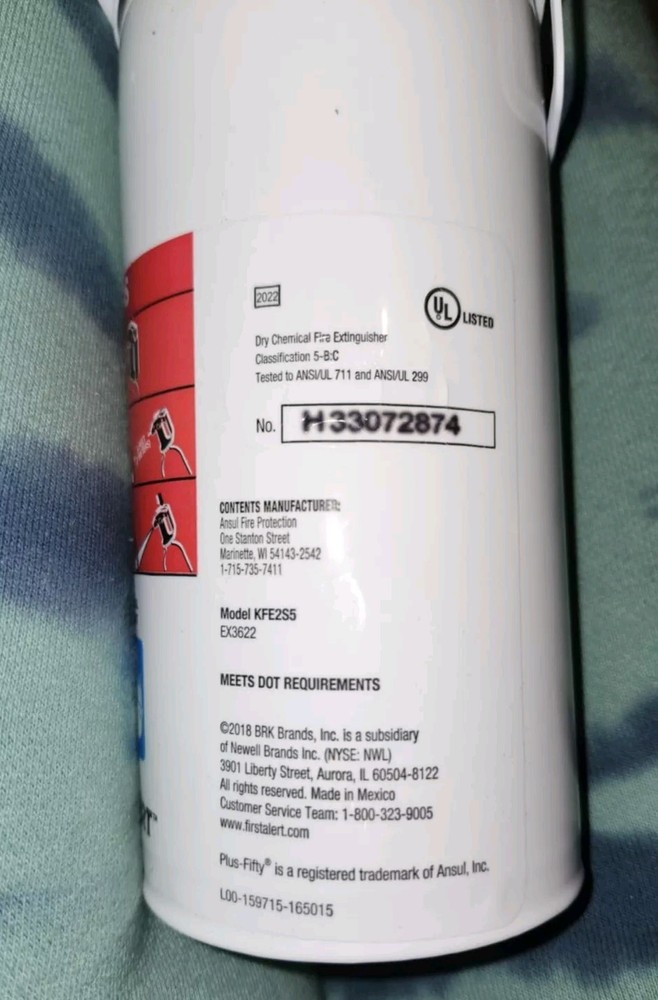 2022
UL LISTED
Dry Chemical Fire Extinguisher
Classification 5-B:C
Tested to ANSI/UL 711 and ANSI/UL 299
No. H33072874
CONTENTS MANUFACTURER:
Ansul Fire Protection
One Stanton Street
Marinette, WI 54143-2542
1-715-735-7411
Model KFE2S5
EX3622
MEETS DOT REQUIREMENTS
©2018 BRK Brands, Inc. is a subsidiary
of Newell Brands Inc. (NYSE: NWL)
3901 Liberty Street, Aurora, IL 60504-8122
All rights reserved. Made in Mexico
Customer Service Team: 1-800-323-9005
www.firstalert.com
Plus-Fifty® is a registered trademark of Ansul, Inc.
L00-159715-165015